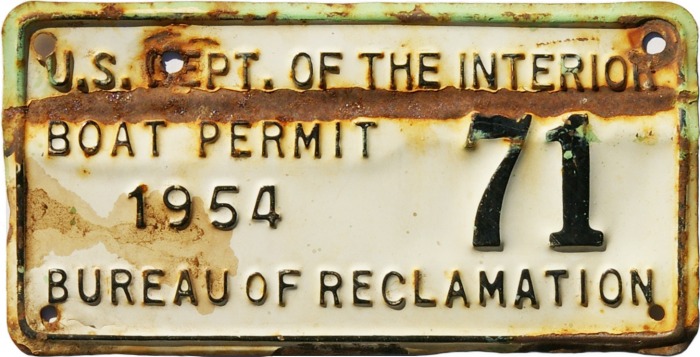 U.S. DEPT. OF THE INTERIOR
BOAT PERMIT 71
1954
BUREAU OF RECLAMATION